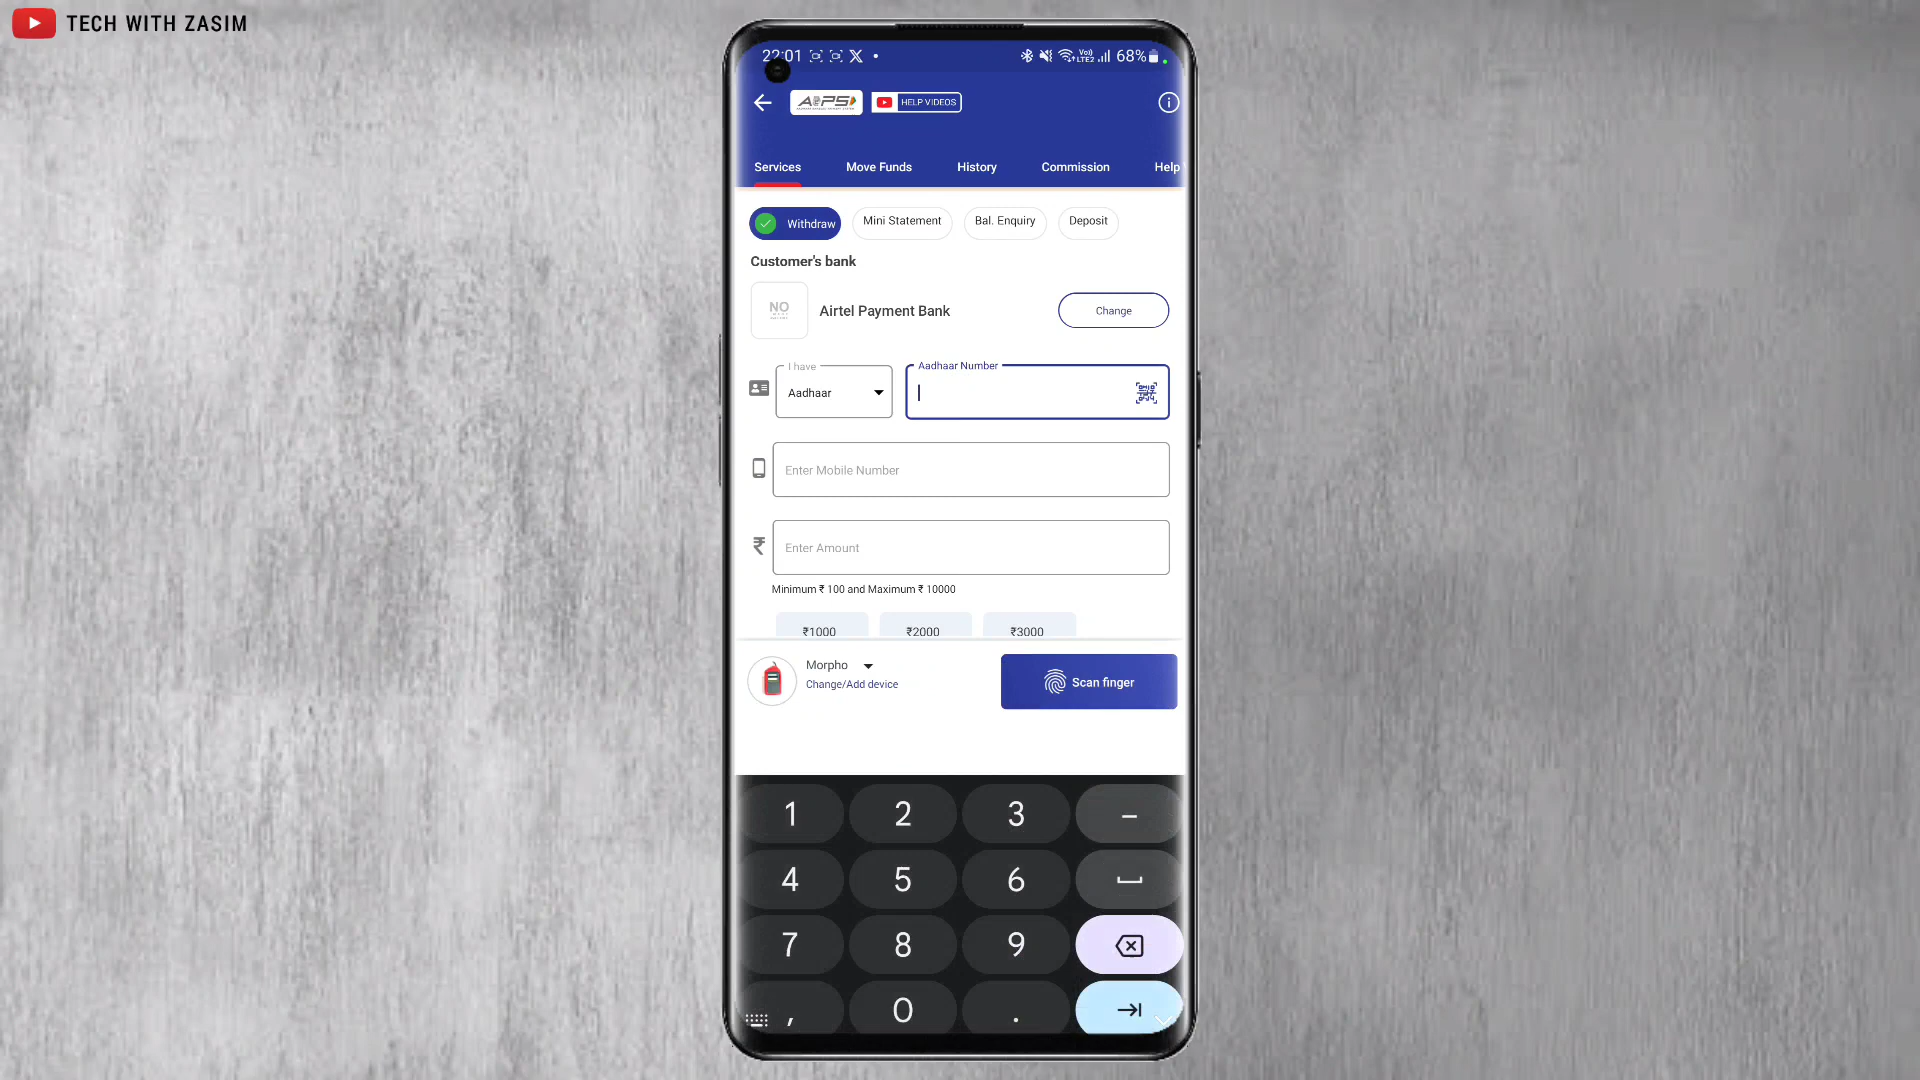 TECH WITH ZASIM
22:01
68%
AePS
HELP VIDEOS
Services
Move Funds
History
Commission
Help
Withdraw
Mini Statement
Bal. Enquiry
Deposit
Customer's bank
NO
Airtel Payment Bank
Change
I have
Aadhaar
Aadhaar Number
Enter Mobile Number
₹
Enter Amount
Minimum ₹ 100 and Maximum ₹ 10000
₹1000
₹2000
₹3000
Morpho
Change/Add device
Scan finger
1 2 3 –
4 5 6
7 8 9
, 0 .